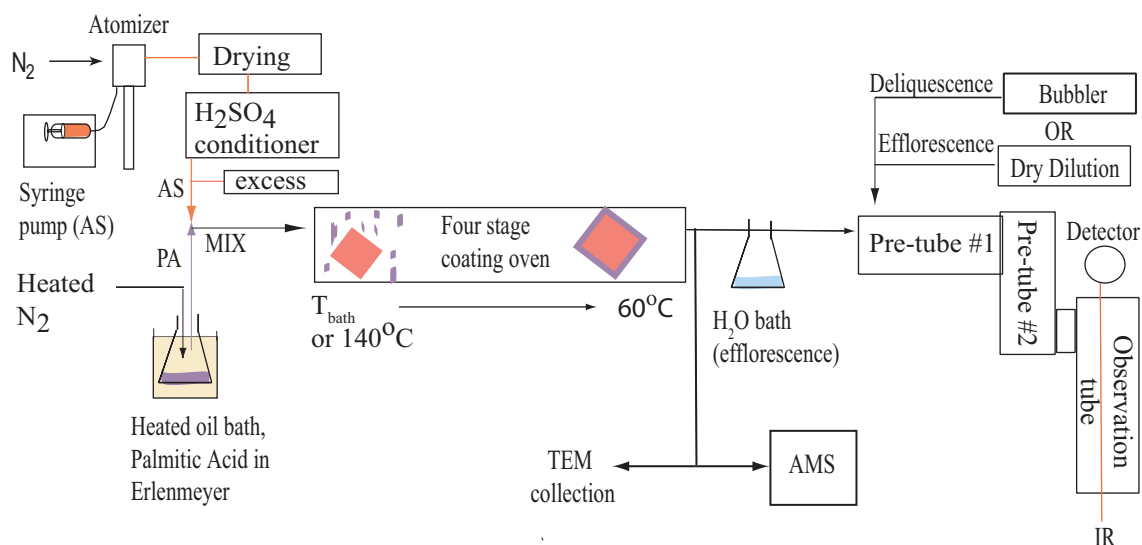 Atomizer
N2
Drying
H2SO4
conditioner
Syringe
pump (AS)
AS
excess
PA
MIX
Heated
N2
Heated oil bath,
Palmitic Acid in
Erlenmeyer
Four stage
coating oven
Tbath
or 140oC
60oC
H2O bath
(efflorescence)
TEM
collection
AMS
Deliquescence
Bubbler
OR
Efflorescence
Dry Dilution
Pre-tube #1
Pre-tube #2
Detector
Observation
tube
IR